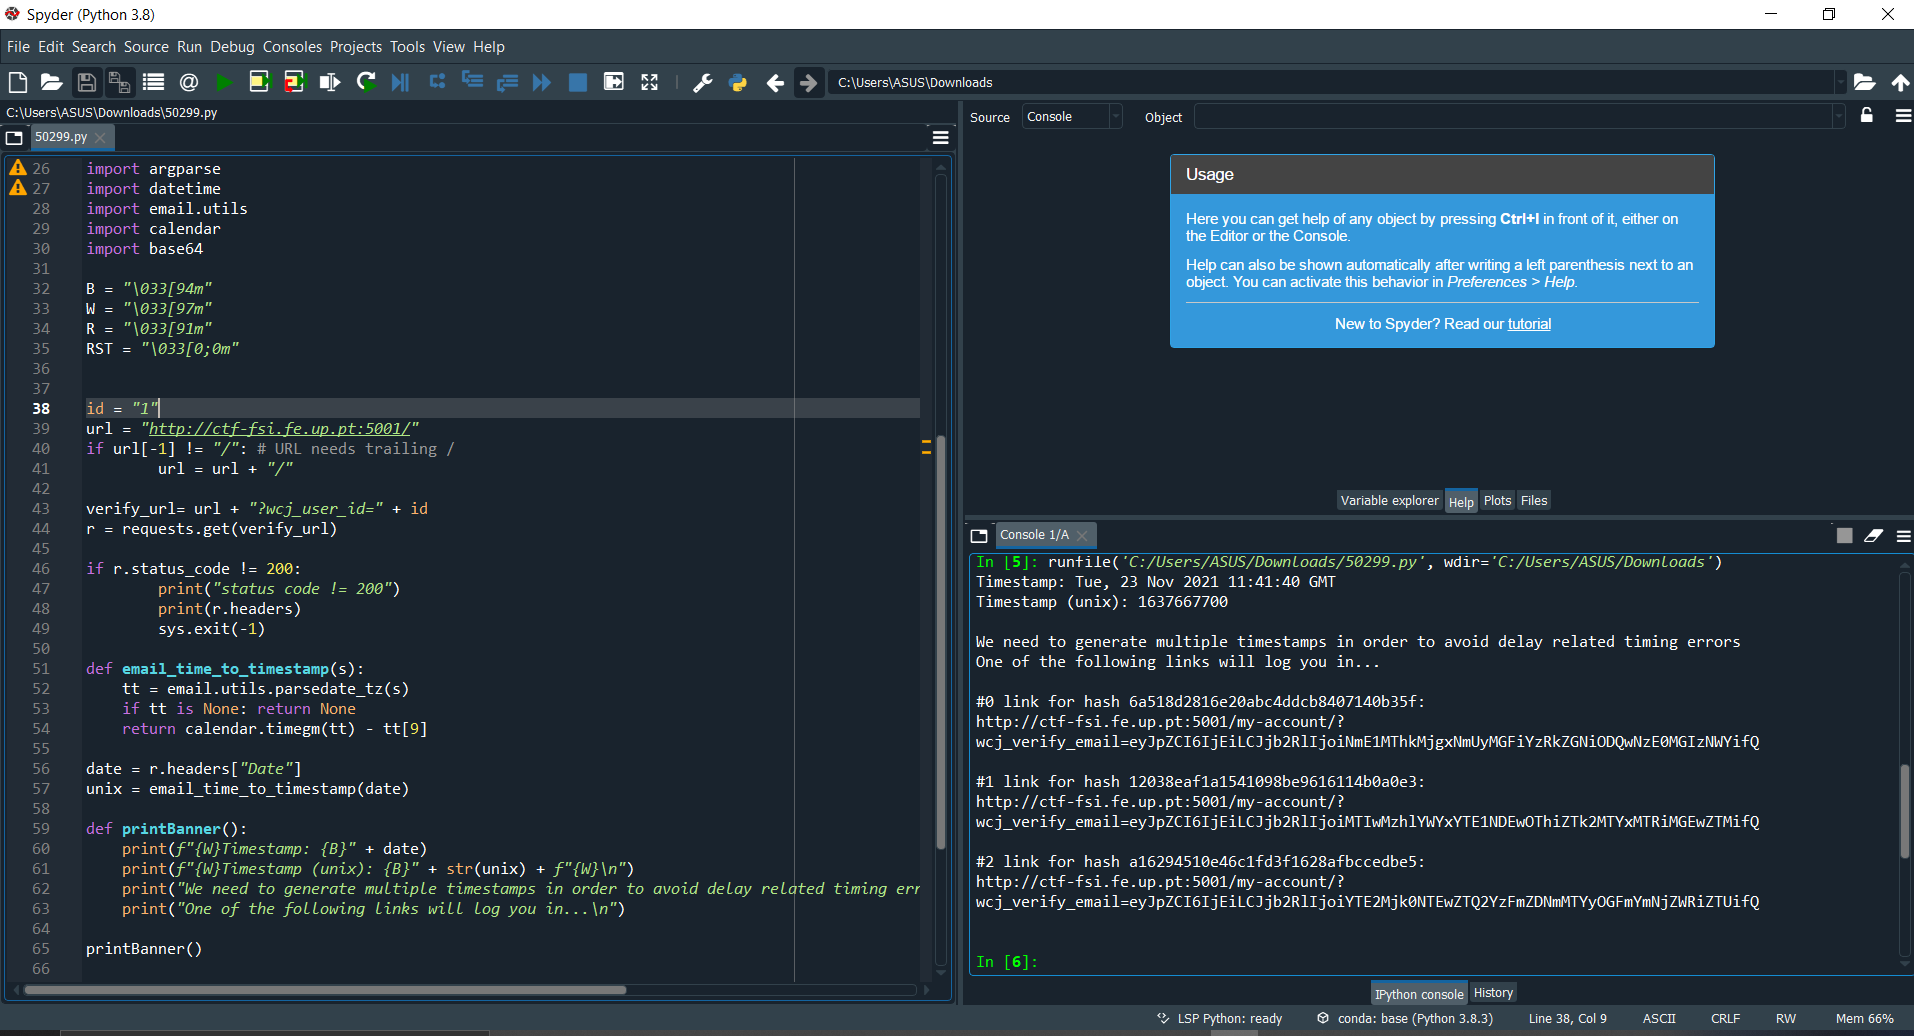 Spyder (Python 3.8)
File Edit Search Source Run Debug Consoles Projects Tools View Help
C:\Users\ASUS\Downloads
C:\Users\ASUS\Downloads\50299.py
50299.py
26 import argparse
27 import datetime
28 import email.utils
29 import calendar
30 import base64
31
32 B = "\033[94m"
33 W = "\033[97m"
34 R = "\033[91m"
35 RST = "\033[0;0m"
36
37
38 id = "1"
39 url = "http://ctf-fsi.fe.up.pt:5001/"
40 if url[-1] != "/": # URL needs trailing /
41 url = url + "/"
42
43 verify_url= url + "?wcj_user_id=" + id
44 r = requests.get(verify_url)
45
46 if r.status_code != 200:
47 print("status code != 200")
48 print(r.headers)
49 sys.exit(-1)
50
51 def email_time_to_timestamp(s):
52 tt = email.utils.parsedate_tz(s)
53 if tt is None: return None
54 return calendar.timegm(tt) - tt[9]
55
56 date = r.headers["Date"]
57 unix = email_time_to_timestamp(date)
58
59 def printBanner():
60 print(f"{W}Timestamp: {B}" + date)
61 print(f"{W}Timestamp (unix): {B}" + str(unix) + f"{W}\n")
62 print("We need to generate multiple timestamps in order to avoid delay related timing err
63 print("One of the following links will log you in...\n")
64
65 printBanner()
66
Source Console Object
Usage
Here you can get help of any object by pressing Ctrl+I in front of it, either on
the Editor or the Console.
Help can also be shown automatically after writing a left parenthesis next to an
object. You can activate this behavior in Preferences > Help.
New to Spyder? Read our tutorial
Variable explorer Help Plots Files
Console 1/A
In [5]: runfile('C:/Users/ASUS/Downloads/50299.py', wdir='C:/Users/ASUS/Downloads')
Timestamp: Tue, 23 Nov 2021 11:41:40 GMT
Timestamp (unix): 1637667700
We need to generate multiple timestamps in order to avoid delay related timing errors
One of the following links will log you in...
#0 link for hash 6a518d2816e20abc4ddcb8407140b35f:
http://ctf-fsi.fe.up.pt:5001/my-account/?
wcj_verify_email=eyJpZCI6IjEiLCJjb2RlIjoiNmE1MThkMjgxNmUyMGFiYzRkZGNiODQwNzE0MGIzNWYifQ
#1 link for hash 12038eaf1a1541098be9616114b0a0e3:
http://ctf-fsi.fe.up.pt:5001/my-account/?
wcj_verify_email=eyJpZCI6IjEiLCJjb2RlIjoiMTIwMzhlYWYxYTE1NDEwOThiZTk2MTYxMTRiMGEwZTMifQ
#2 link for hash a16294510e46c1fd3f1628afbccedbe5:
http://ctf-fsi.fe.up.pt:5001/my-account/?
wcj_verify_email=eyJpZCI6IjEiLCJjb2RlIjoiYTE2Mjk0NTEwZTQ2YzFmZDNmMTYyOGFmYmNjZWRiZTUifQ
In [6]:
IPython console History
LSP Python: ready conda: base (Python 3.8.3) Line 38, Col 9 ASCII CRLF RW Mem 66%